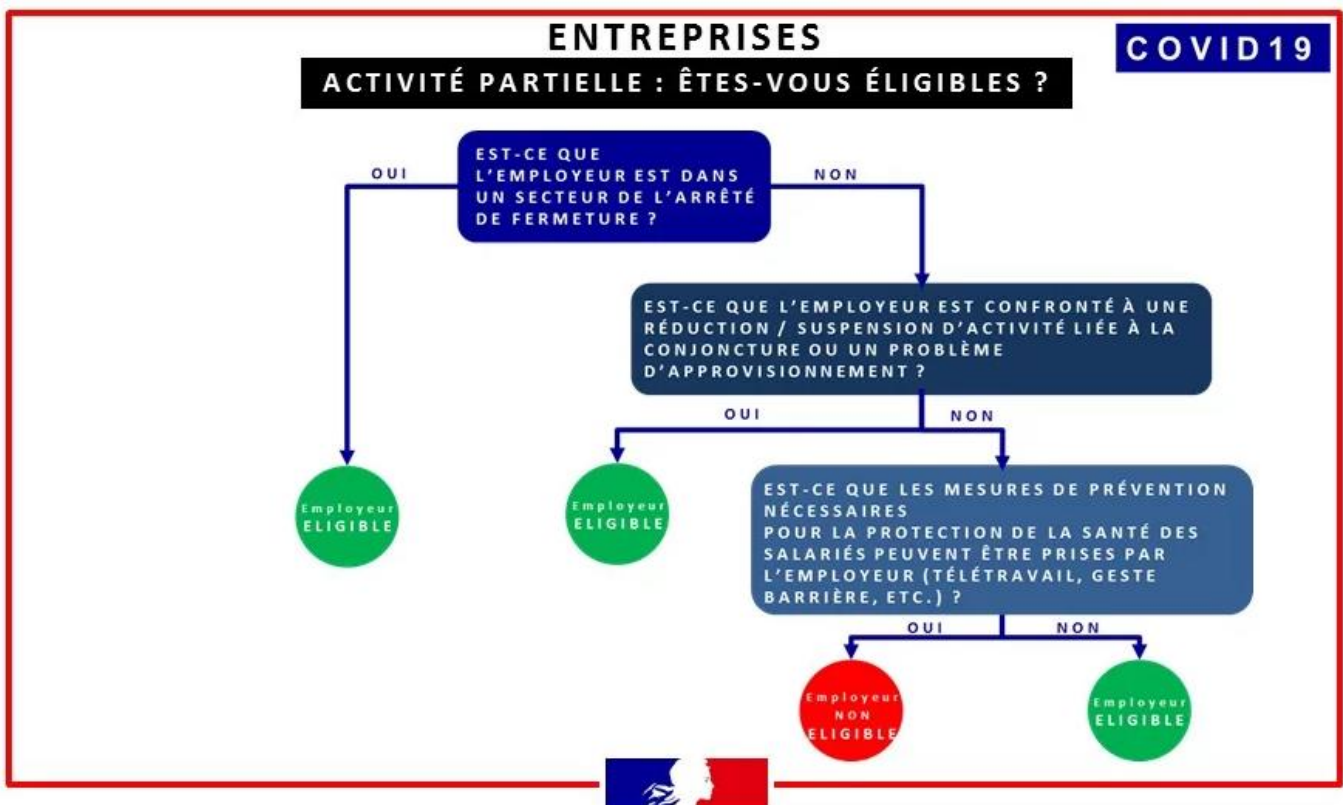 ENTREPRISES
COVID19
ACTIVITÉ PARTIELLE : ÊTES-VOUS ÉLIGIBLES ?
EST-CE QUE
L'EMPLOYEUR EST DANS
UN SECTEUR DE L'ARRÊTÉ
DE FERMETURE ?
OUI
NON
EST-CE QUE L'EMPLOYEUR EST CONFRONTÉ À UNE
RÉDUCTION / SUSPENSION D'ACTIVITÉ LIÉE À LA
CONJONCTURE OU UN PROBLÈME
D'APPROVISIONNEMENT ?
OUI
NON
Employeur
ELIGIBLE
Employeur
ELIGIBLE
EST-CE QUE LES MESURES DE PRÉVENTION
NÉCESSAIRES
POUR LA PROTECTION DE LA SANTÉ DES
SALARIÉS PEUVENT ÊTRE PRISES PAR
L'EMPLOYEUR (TÉLÉTRAVAIL, GESTE
BARRIÈRE, ETC.) ?
OUI
NON
Employeur
NON
ELIGIBLE
Employeur
ELIGIBLE